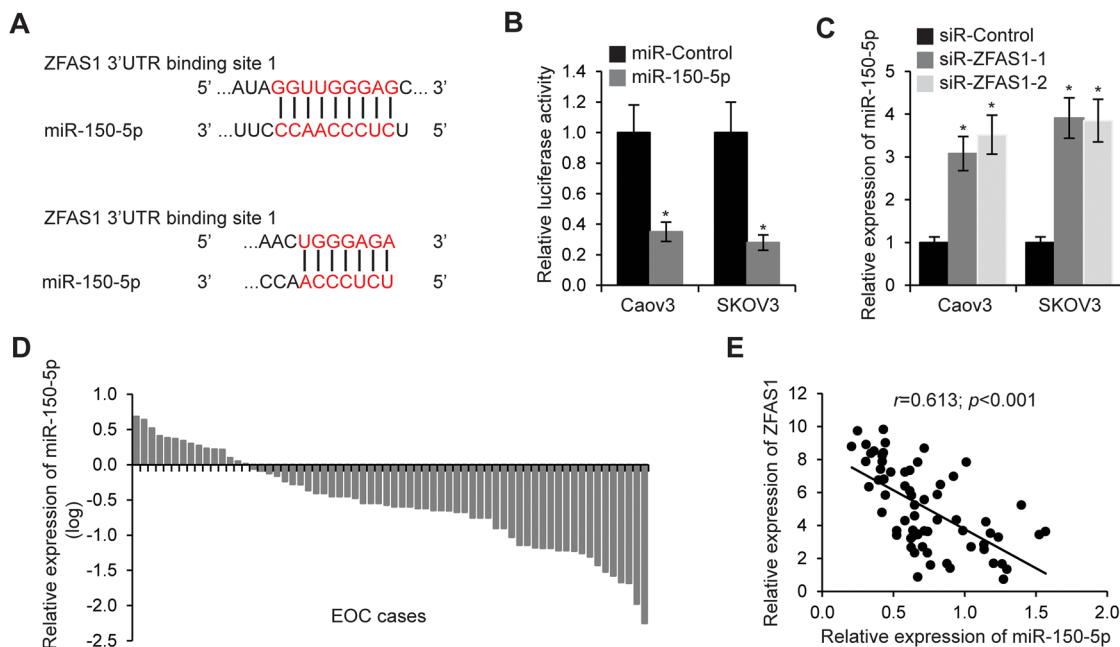 A
ZFAS1 3'UTR binding site 1
5' ...AUAGGUUGGGAGC... 3'
miR-150-5p 3' ...UUCCCAACCCUCU 5'
ZFAS1 3'UTR binding site 1
5' ...AACUGGGAGA 3'
miR-150-5p 3' ...CCAACCCUCU 5'
B
miR-Control
miR-150-5p
Relative luciferase activity
1.4
1.2
1.0
0.8
0.6
0.4
0.2
0.0
*
*
Caov3 SKOV3
C
siR-Control
siR-ZFAS1-1
siR-ZFAS1-2
Relative expression of miR-150-5p
5
4
3
2
1
0
* *
* *
Caov3 SKOV3
D
Relative expression of miR-150-5p
(log)
1.0
0.5
0.0
-0.5
-1.0
-1.5
-2.0
-2.5
EOC cases
E
r=0.613; p<0.001
Relative expression of ZFAS1
12
10
8
6
4
2
0
0.0 0.5 1.0 1.5 2.0
Relative expression of miR-150-5p